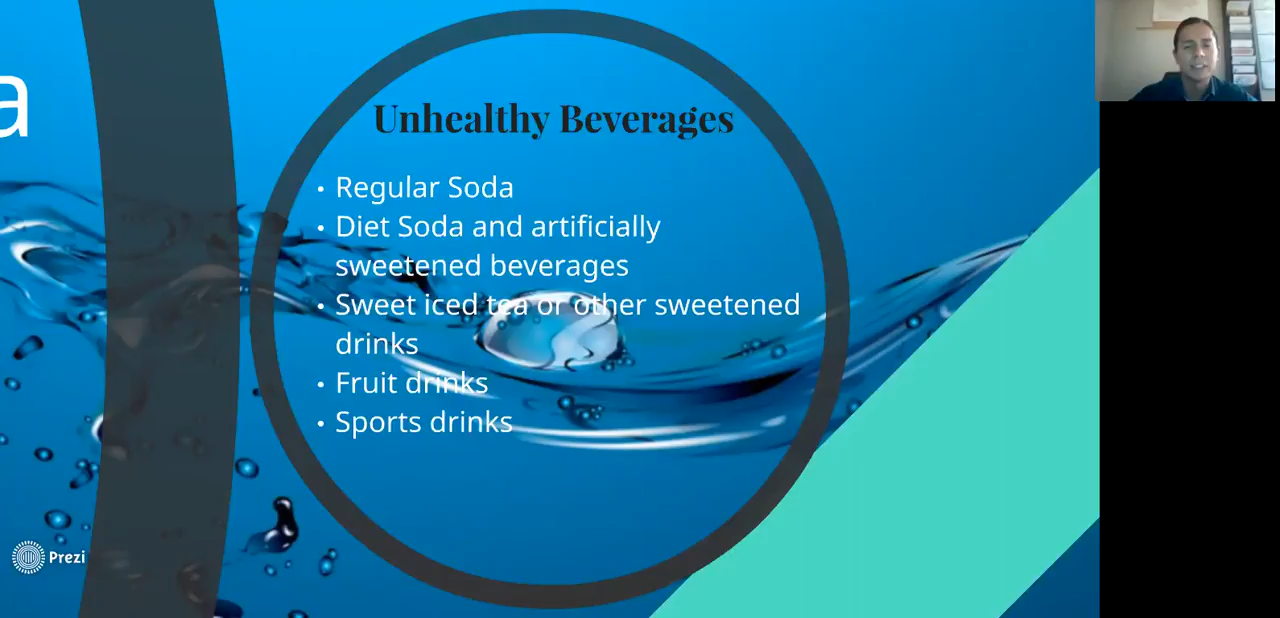 a
Unhealthy Beverages
• Regular Soda
• Diet Soda and artificially
sweetened beverages
• Sweet iced tea or other sweetened
drinks
• Fruit drinks
• Sports drinks
Prezi